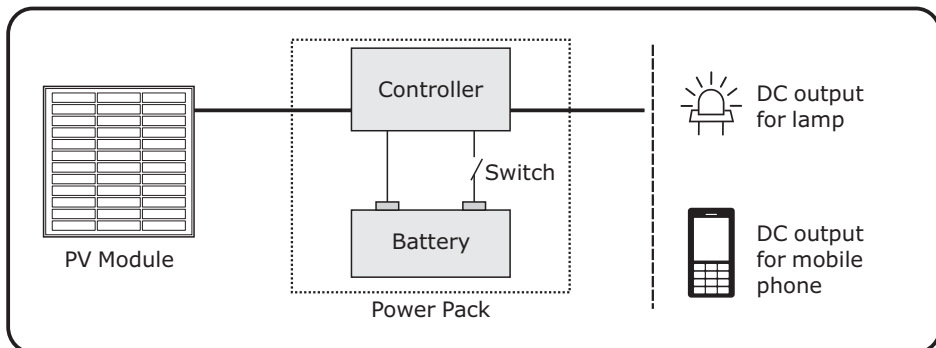 PV Module
Controller
Switch
Battery
Power Pack
DC output
for lamp
DC output
for mobile
phone